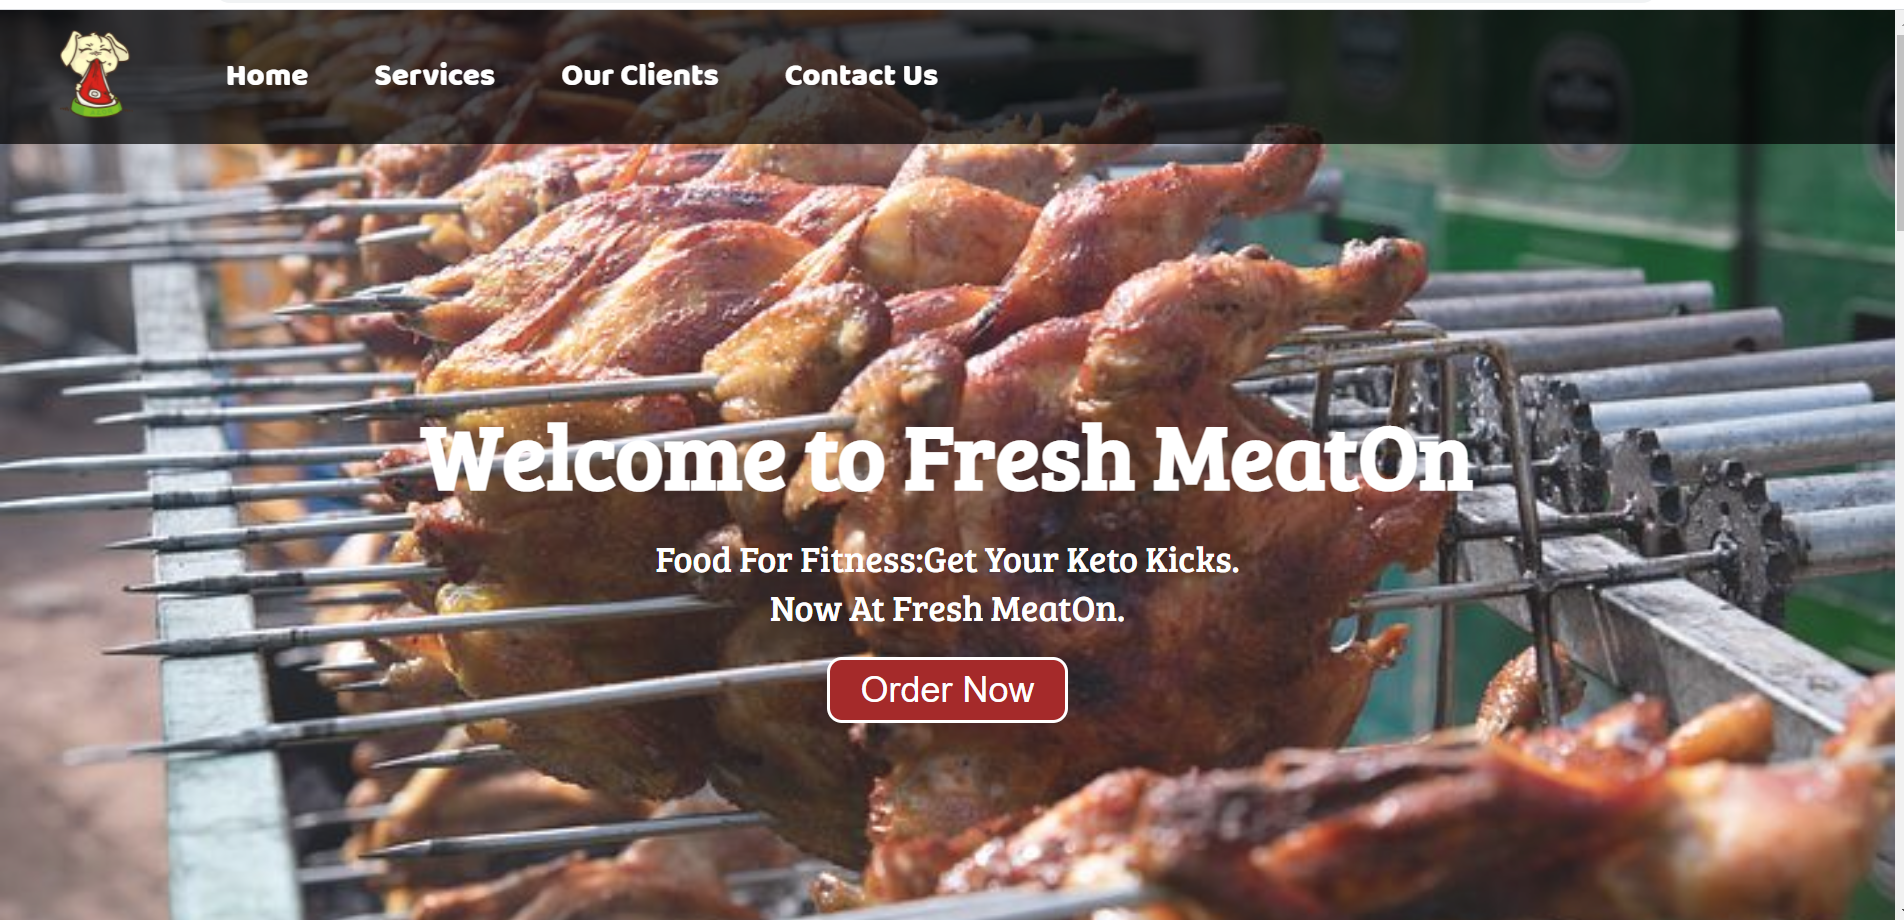 Home Services Our Clients Contact Us
Welcome to Fresh MeatOn
Food For Fitness:Get Your Keto Kicks.
Now At Fresh MeatOn.
Order Now